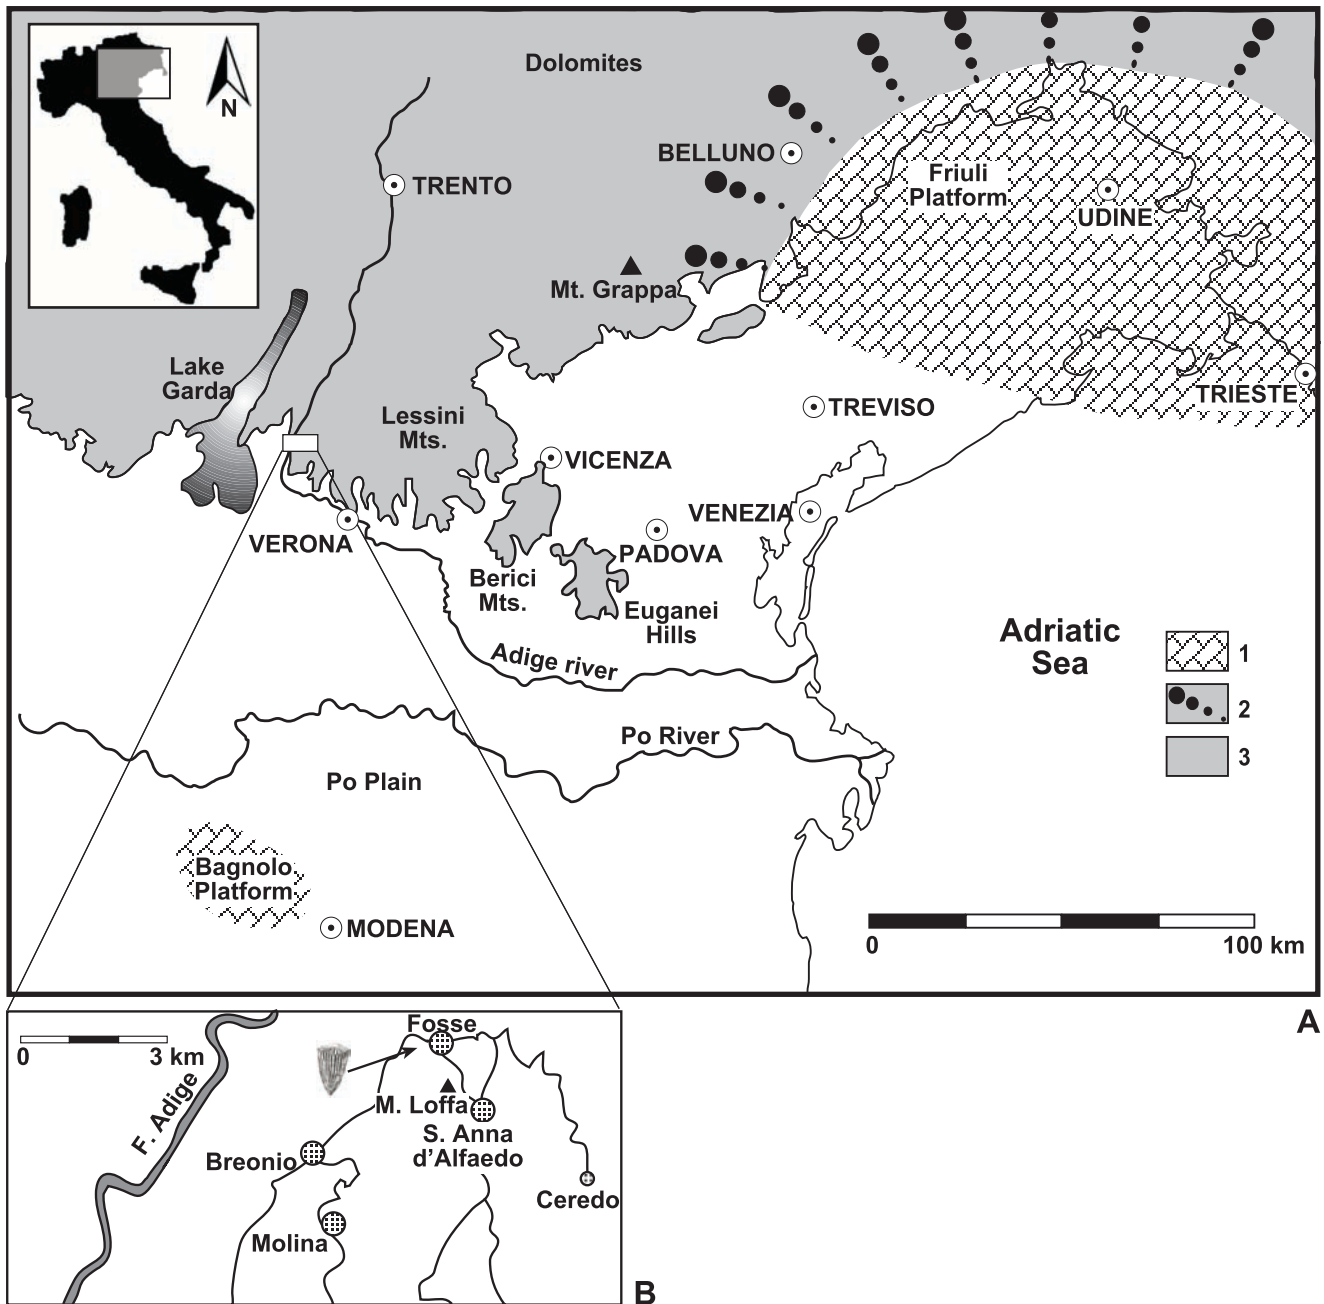 N
Dolomites
BELLUNO
TRENTO
Friuli
Platform
UDINE
Mt. Grappa
Lake
Garda
TRIESTE
Lessini
Mts.
TREVISO
VICENZA
VENEZIA
VERONA
PADOVA
Berici
Mts.
Euganei
Hills
Adriatic
Sea
Adige river
1
2
3
Po River
Po Plain
Bagnolo
Platform
MODENA
0
100 km
A
Fosse
0
3 km
F. Adige
M. Loffa
S. Anna
d'Alfaedo
Breonio
Ceredo
Molina
B